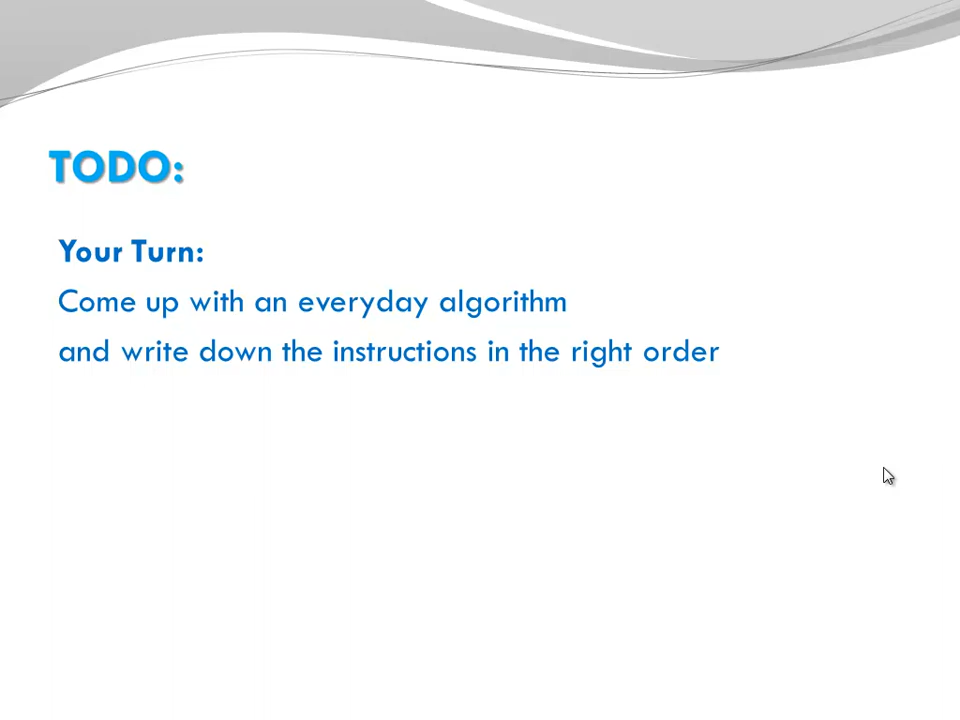 TODO:
Your Turn:
Come up with an everyday algorithm
and write down the instructions in the right order